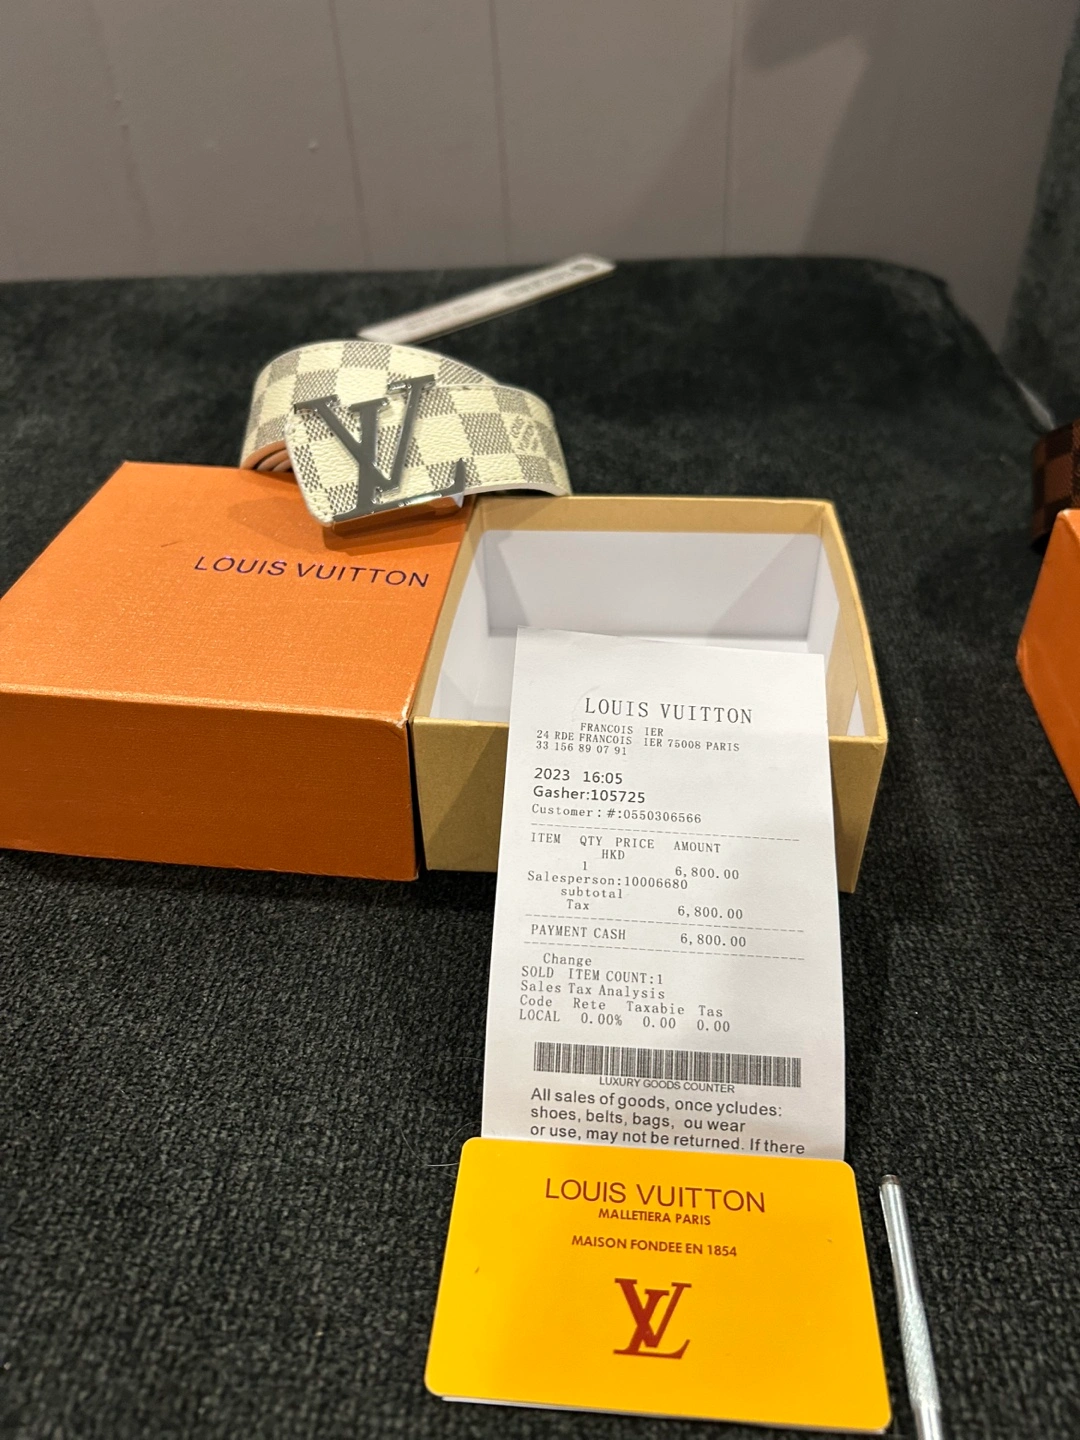 LOUIS VUITTON
LOUIS VUITTON
FRANCOIS IER
24 RDE FRANCOIS IER 75008 PARIS
33 156 89 07 91
2023 16:05
Gasher:105725
Customer:#:0550306566
ITEM QTY PRICE AMOUNT
HKD
1 6,800.00
Salesperson:10006680
subtotal
Tax 6,800.00
PAYMENT CASH 6,800.00
Change
SOLD ITEM COUNT:1
Sales Tax Analysis
Code Rete Taxabie Tas
LOCAL 0.00% 0.00 0.00
LUXURY GOODS COUNTER
All sales of goods, once ycludes:
shoes, belts, bags, ou wear
or use, may not be returned. If there
LOUIS VUITTON
MALLETIERA PARIS
MAISON FONDEE EN 1854
LV